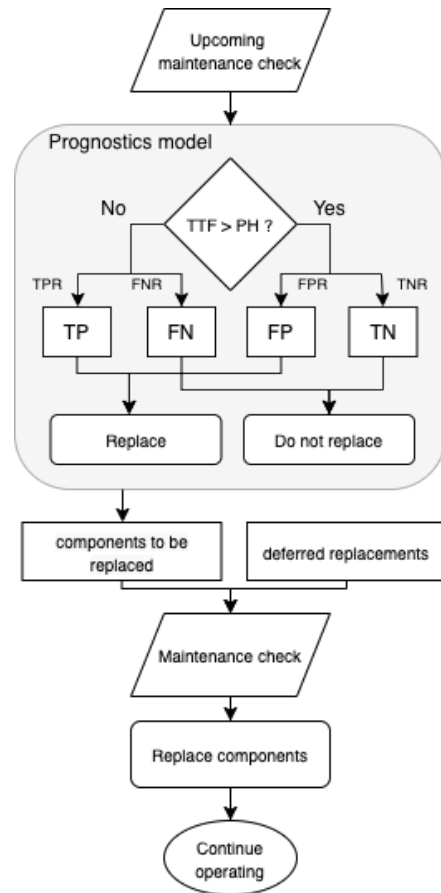 Upcoming
maintenance check
Prognostics model
No
TTF > PH ?
Yes
TPR
FNR
FPR
TNR
TP
FN
FP
TN
Replace
Do not replace
components to be
replaced
deferred replacements
Maintenance check
Replace components
Continue
operating